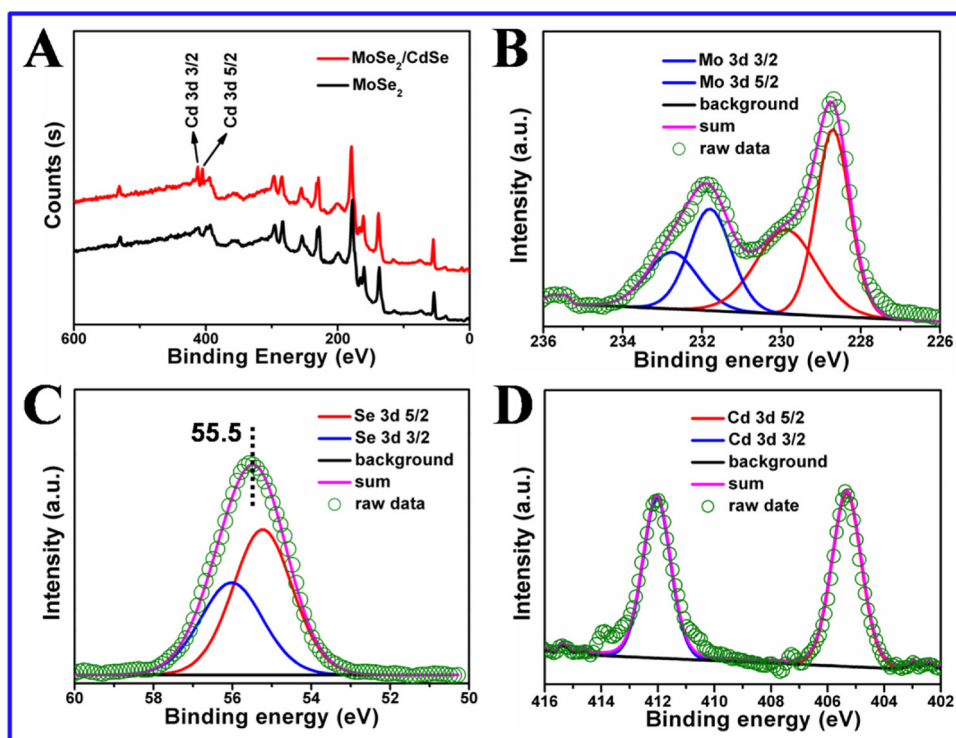 A
Cd 3d 3/2
Cd 3d 5/2
MoSe2/CdSe
MoSe2
Counts (s)
600
400
200
0
Binding Energy (eV)
B
Mo 3d 3/2
Mo 3d 5/2
background
sum
raw data
Intensity (a.u.)
236
234
232
230
228
226
Binding energy (eV)
C
55.5
Se 3d 5/2
Se 3d 3/2
background
sum
raw data
Intensity (a.u.)
60
58
56
54
52
50
Binding energy (eV)
D
Cd 3d 5/2
Cd 3d 3/2
background
sum
raw date
Intensity (a.u.)
416
414
412
410
408
406
404
402
Binding energy (eV)